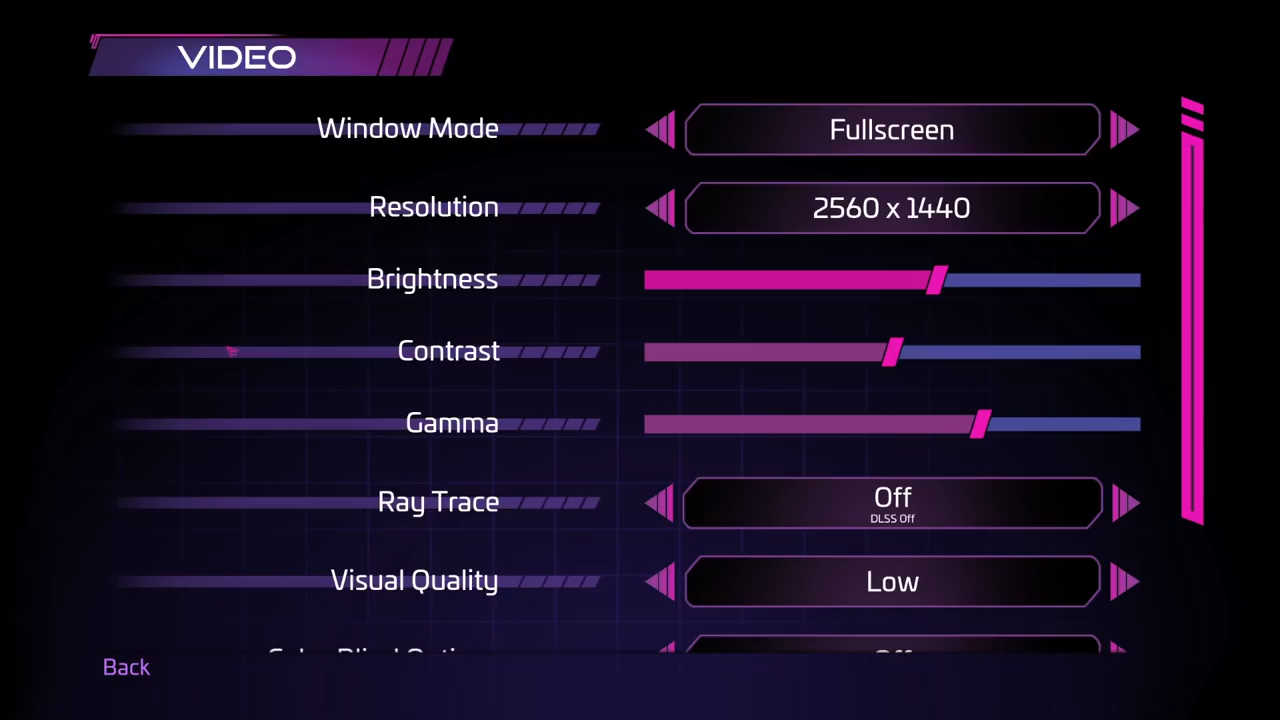 VIDEO
Window Mode
Fullscreen
Resolution
2560 x 1440
Brightness
Contrast
Gamma
Ray Trace
Off
DLSS Off
Visual Quality
Low
Back